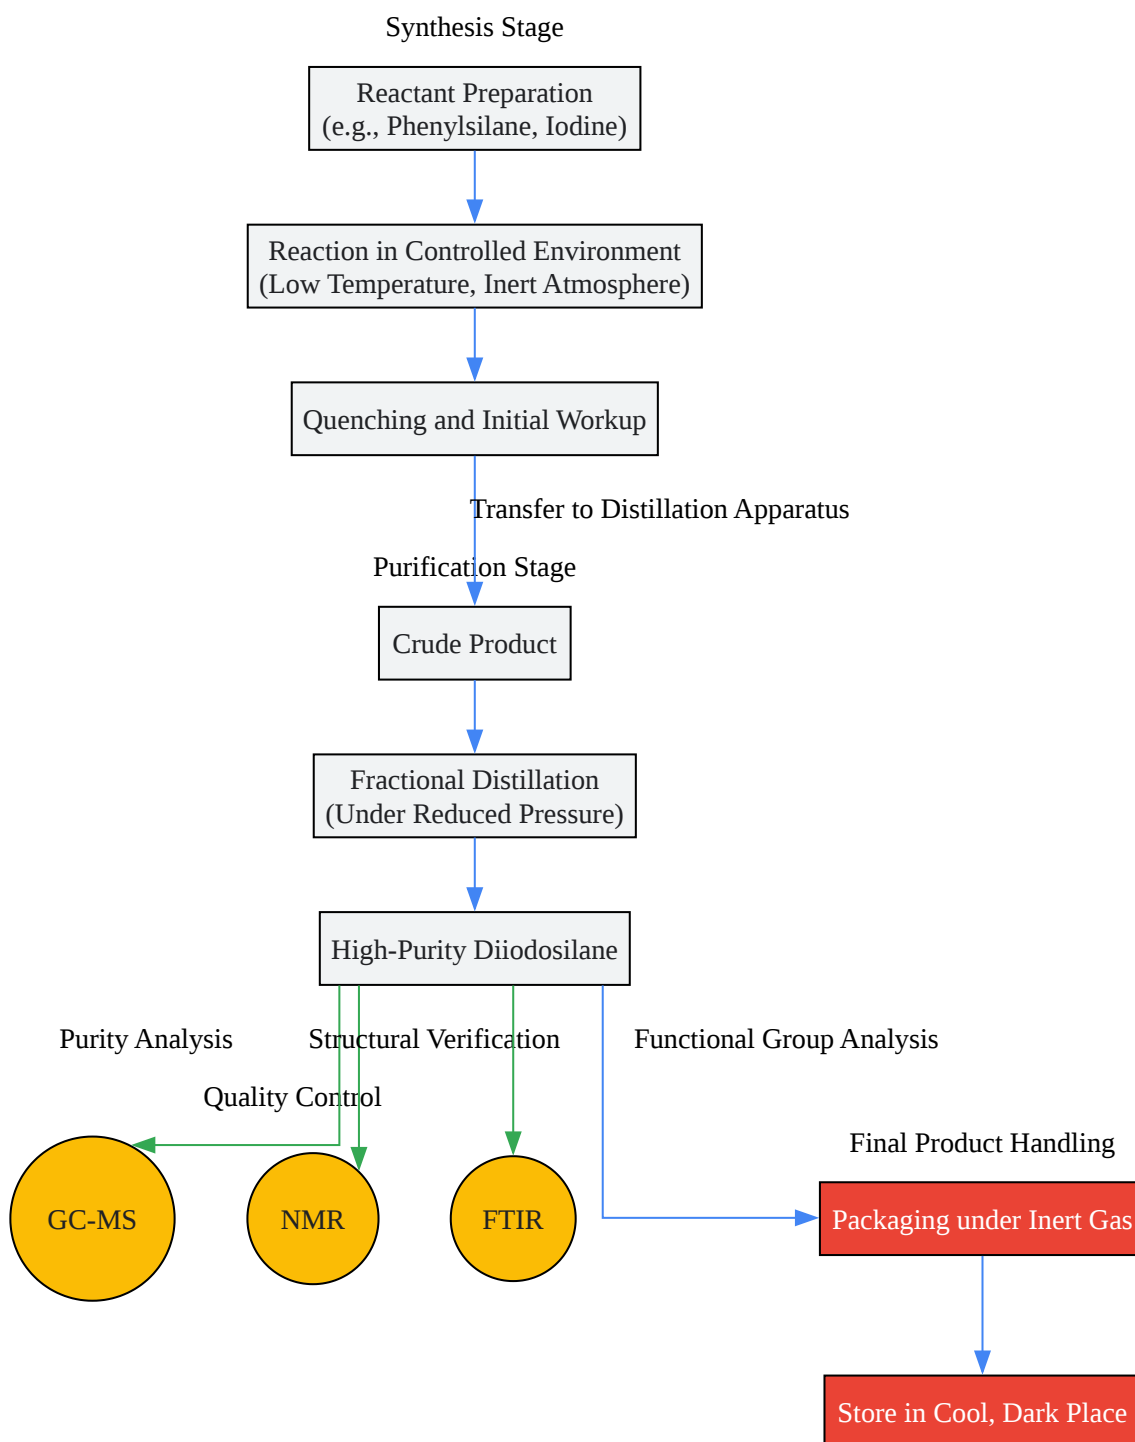 Synthesis Stage
Reactant Preparation
(e.g., Phenylsilane, Iodine)
Reaction in Controlled Environment
(Low Temperature, Inert Atmosphere)
Quenching and Initial Workup
Transfer to Distillation Apparatus
Purification Stage
Crude Product
Fractional Distillation
(Under Reduced Pressure)
High-Purity Diiodosilane
Purity Analysis
Structural Verification
Functional Group Analysis
Quality Control
Final Product Handling
GC-MS
NMR
FTIR
Packaging under Inert Gas
Store in Cool, Dark Place